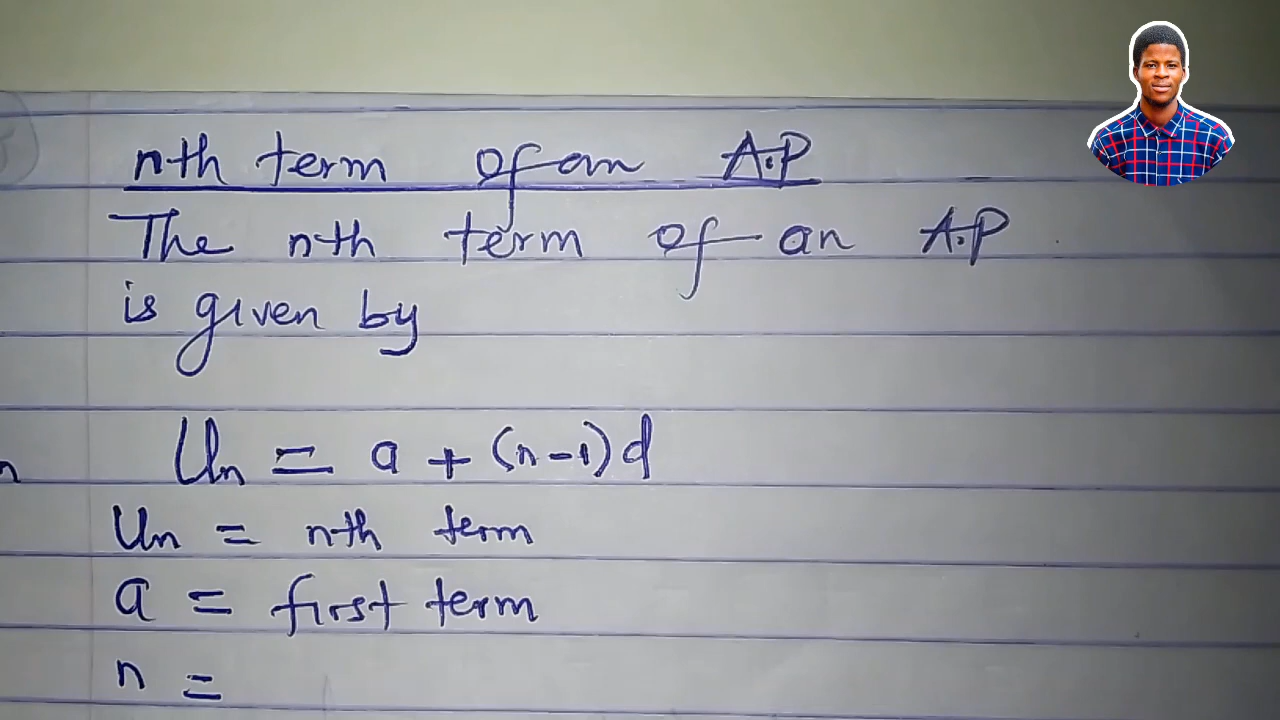 nth term of an A.P
The nth term of an A.P
is given by
Un = a + (n-1)d
Un = nth term
a = first term
n =